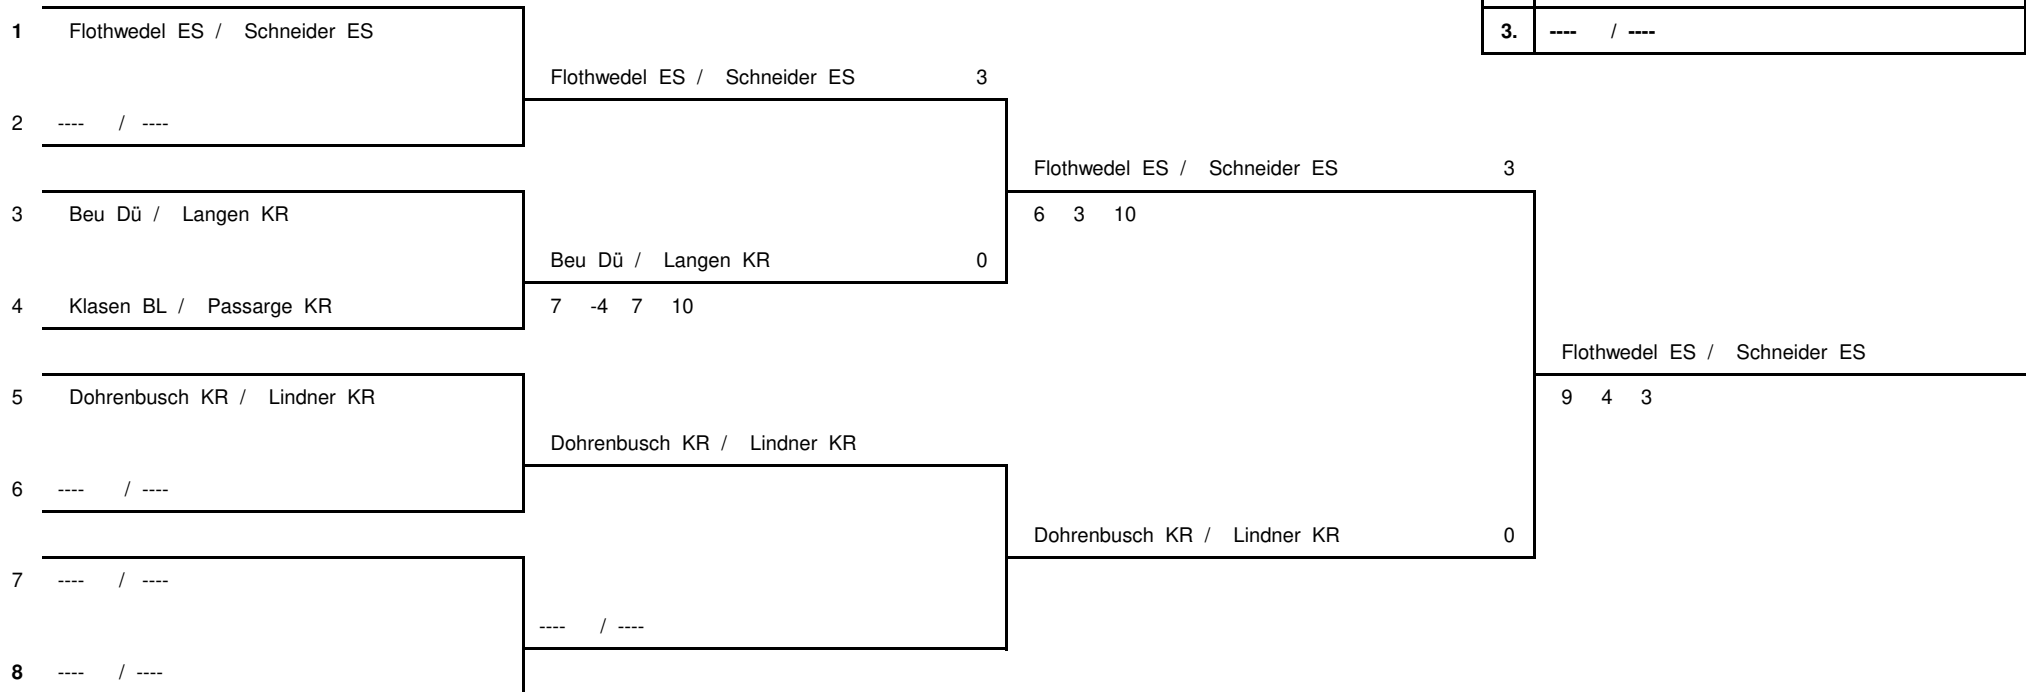 1 Flothwedel ES / Schneider ES
3. ---- / ----
Flothwedel ES / Schneider ES 3
2 ---- / ----
Flothwedel ES / Schneider ES 3
3 Beu Dü / Langen KR
6 3 10
Beu Dü / Langen KR 0
4 Klasen BL / Passarge KR
7 -4 7 10
Flothwedel ES / Schneider ES
5 Dohrenbusch KR / Lindner KR
9 4 3
Dohrenbusch KR / Lindner KR
6 ---- / ----
Dohrenbusch KR / Lindner KR 0
7 ---- / ----
---- / ----
8 ---- / ----